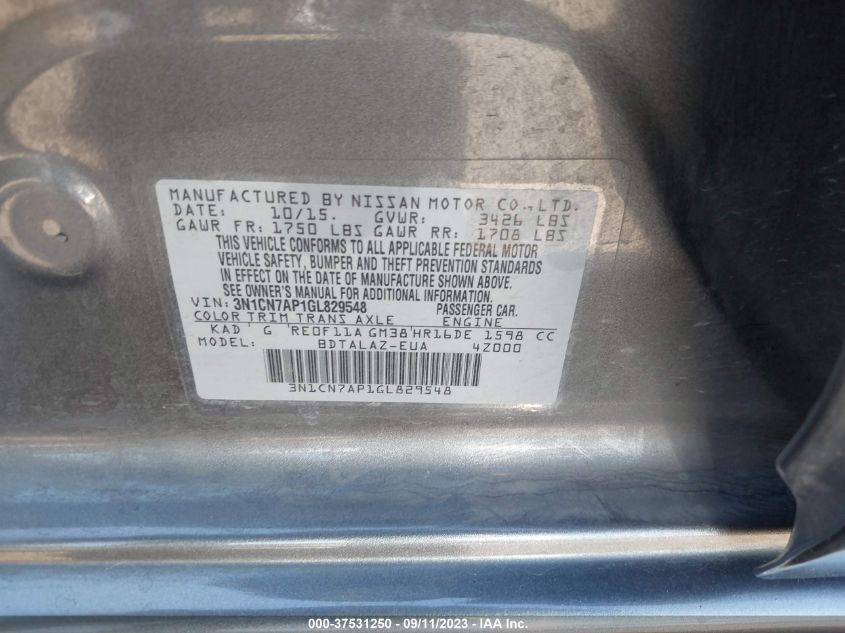 MANUFACTURED BY NISSAN MOTOR CO., LTD.
DATE: 10/15. GVWR: 3426 LBS
GAWR FR: 1750 LBS GAWR RR: 1708 LBS
THIS VEHICLE CONFORMS TO ALL APPLICABLE FEDERAL MOTOR
VEHICLE SAFETY, BUMPER AND THEFT PREVENTION STANDARDS
IN EFFECT ON THE DATE OF MANUFACTURE SHOWN ABOVE.
SEE OWNER'S MANUAL FOR ADDITIONAL INFORMATION.
VIN: 3N1CN7AP1GL829548 PASSENGER CAR.
COLOR TRIM TRANS AXLE ENGINE
KAD G RE0F11A GM38 HR16DE 1598 CC
MODEL: BDTALAZ-EUA 4Z000
3N1CN7AP1GL829548
000-37531250 - 09/11/2023 - IAA Inc.